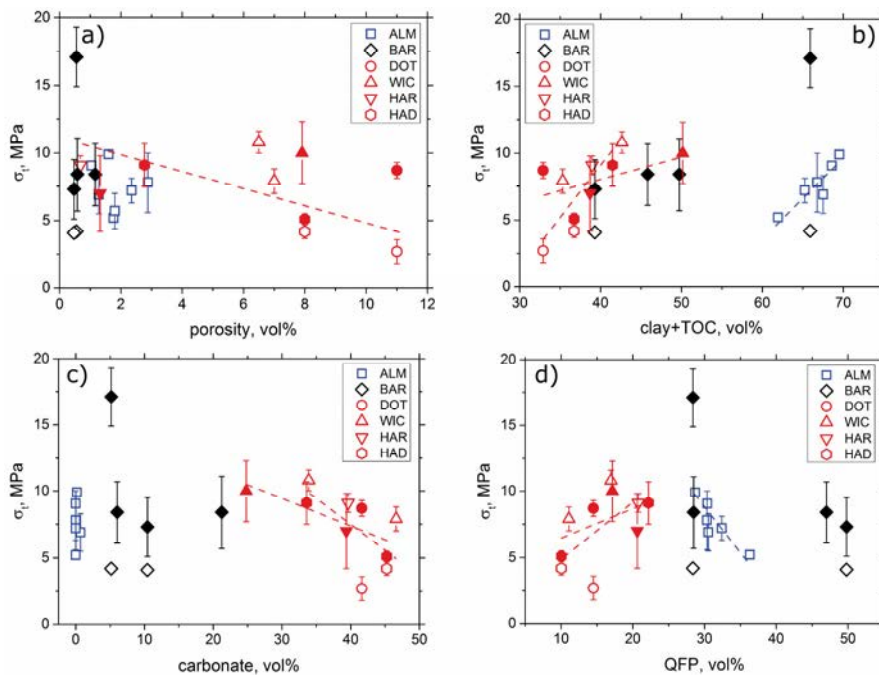 a)
ALM
BAR
DOT
WIC
HAR
HAD
20
15
10
5
0
σt, MPa
0 2 4 6 8 10 12
porosity, vol%
b)
ALM
BAR
DOT
WIC
HAR
HAD
20
15
10
5
0
σt, MPa
30 40 50 60 70
clay+TOC, vol%
c)
ALM
BAR
DOT
WIC
HAR
HAD
20
15
10
5
0
σt, MPa
0 10 20 30 40 50
carbonate, vol%
d)
ALM
BAR
DOT
WIC
HAR
HAD
20
15
10
5
0
σt, MPa
10 20 30 40 50
QFP, vol%